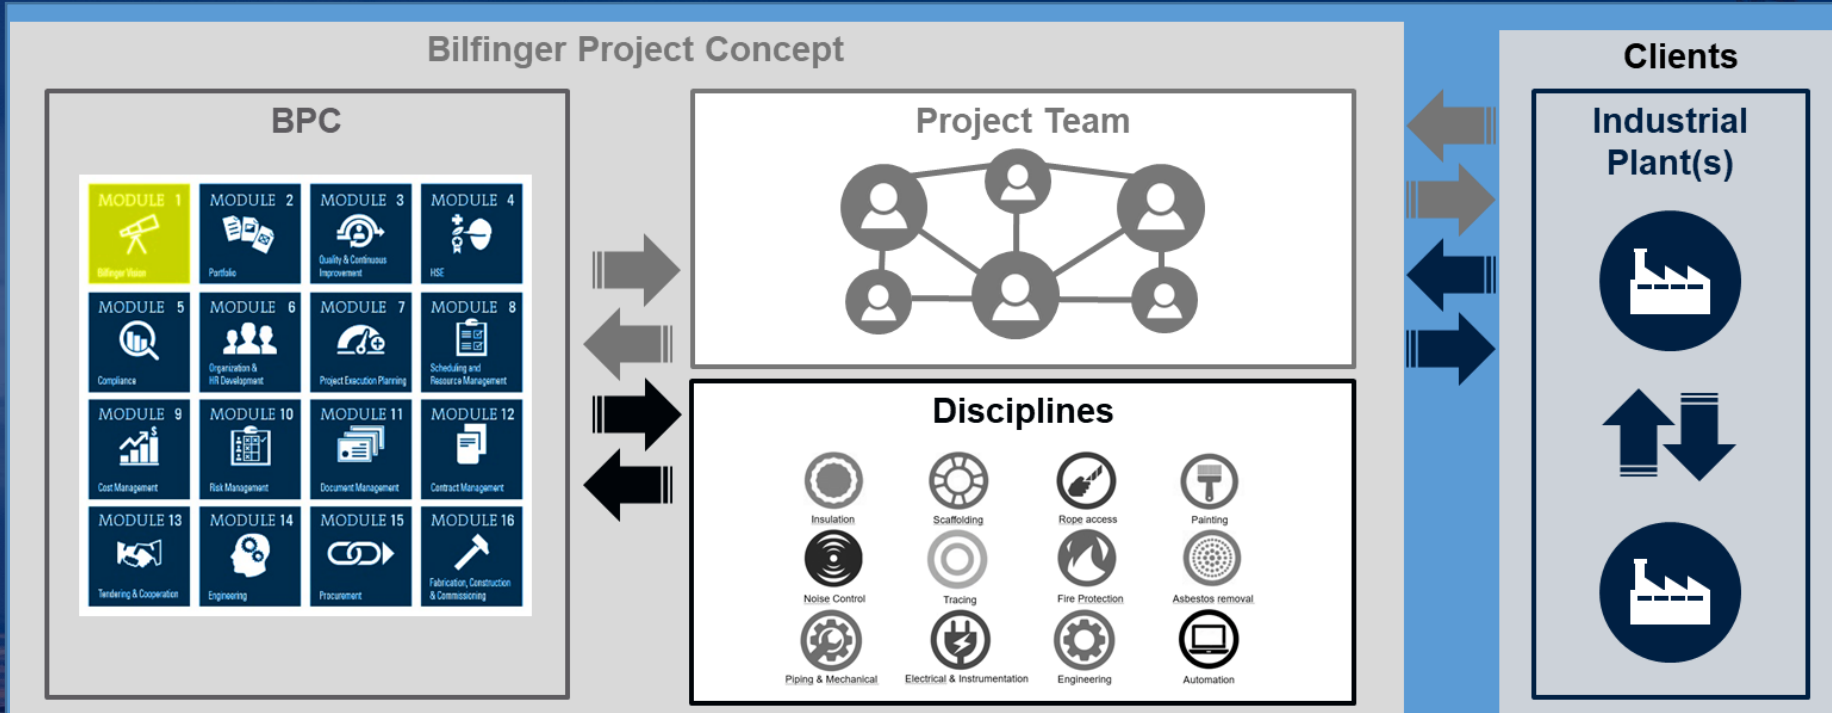 Bilfinger Project Concept
BPC
MODULE 1
Bilfinger Vision
MODULE 2
Portfolio
MODULE 3
Quality & Continuous
Improvement
MODULE 4
HSE
MODULE 5
Compliance
MODULE 6
Organization &
HR Development
MODULE 7
Project Execution Planning
MODULE 8
Scheduling and
Resource Management
MODULE 9
Cost Management
MODULE 10
Risk Management
MODULE 11
Document Management
MODULE 12
Contract Management
MODULE 13
Tendering & Cooperation
MODULE 14
Engineering
MODULE 15
Procurement
MODULE 16
Fabrication, Construction
& Commissioning
Project Team
Disciplines
Insulation
Scaffolding
Rope access
Painting
Noise Control
Tracing
Fire Protection
Asbestos removal
Piping & Mechanical
Electrical & Instrumentation
Engineering
Automation
Clients
Industrial
Plant(s)